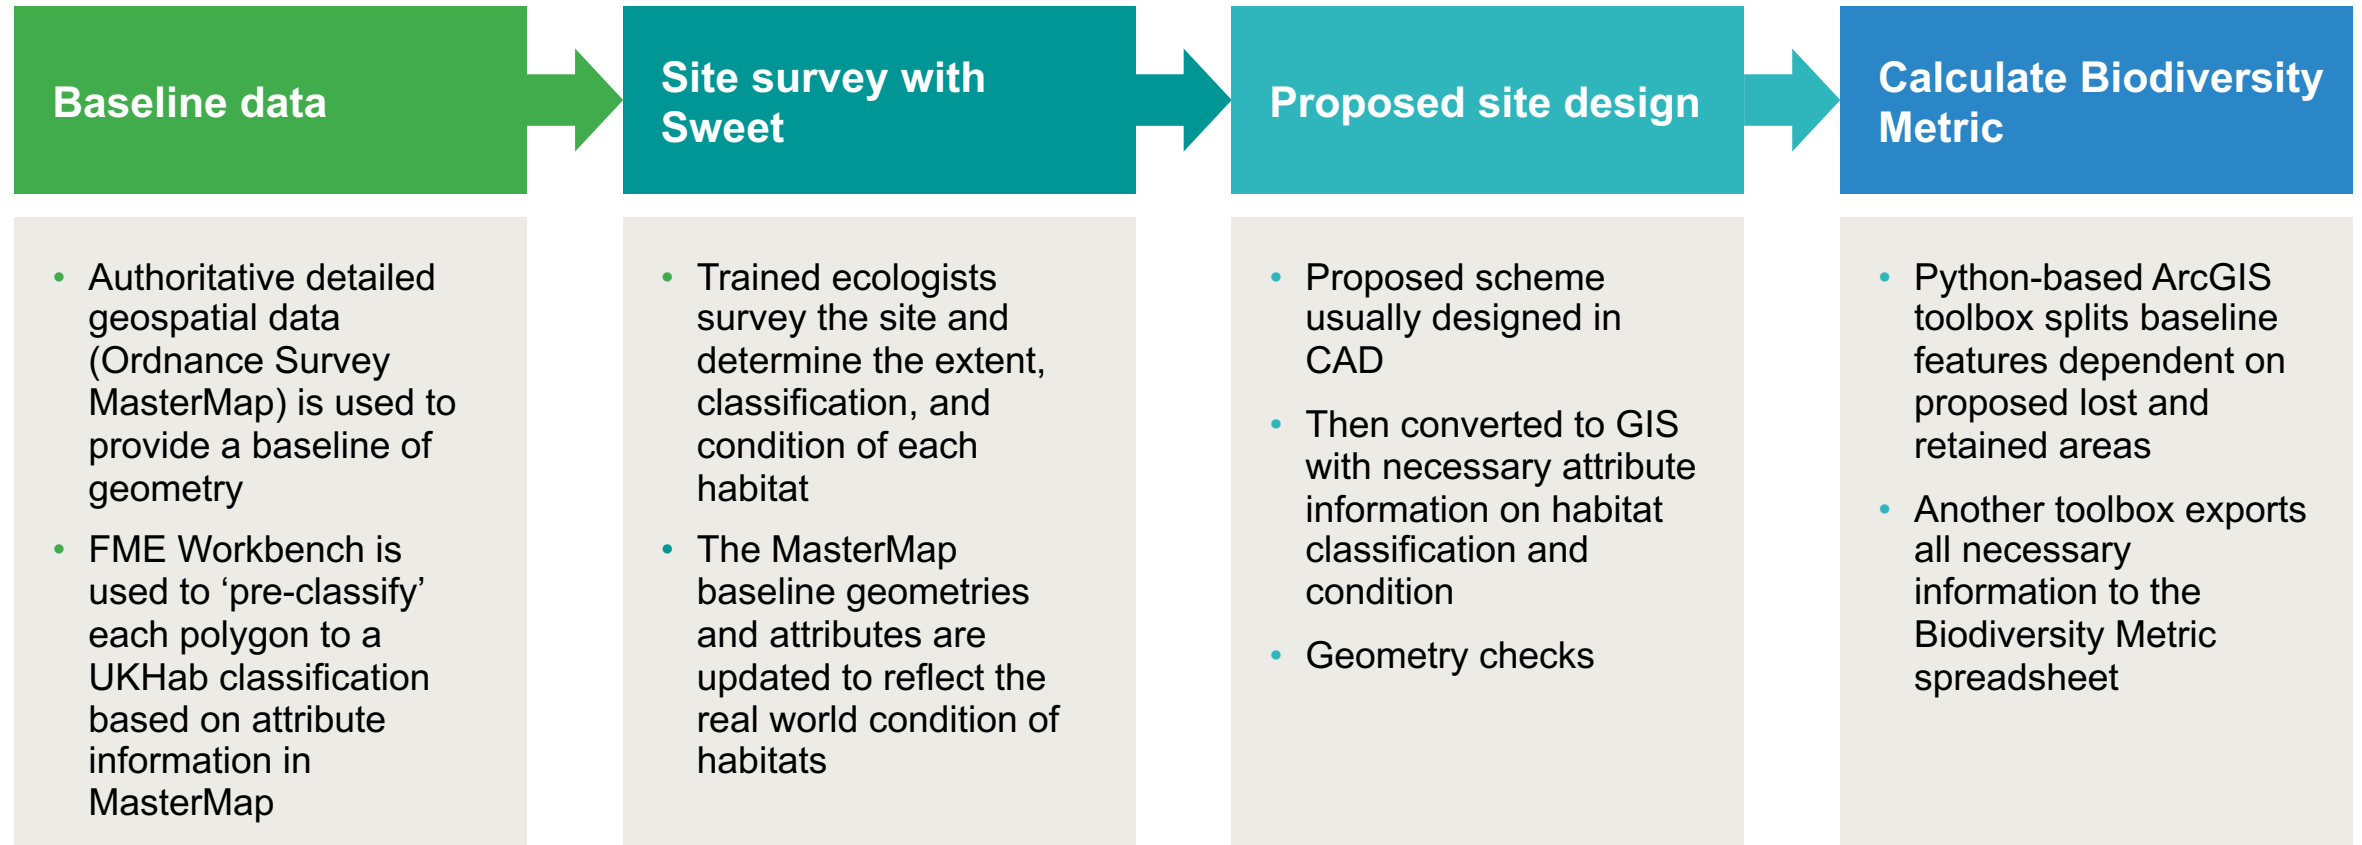 Baseline data
Site survey with
Sweet
Proposed site design
Calculate Biodiversity
Metric
• Authoritative detailed
geospatial data
(Ordnance Survey
MasterMap) is used to
provide a baseline of
geometry
• FME Workbench is
used to ‘pre-classify’
each polygon to a
UKHab classification
based on attribute
information in
MasterMap
• Trained ecologists
survey the site and
determine the extent,
classification, and
condition of each
habitat
• The MasterMap
baseline geometries
and attributes are
updated to reflect the
real world condition of
habitats
• Proposed scheme
usually designed in
CAD
• Then converted to GIS
with necessary attribute
information on habitat
classification and
condition
• Geometry checks
• Python-based ArcGIS
toolbox splits baseline
features dependent on
proposed lost and
retained areas
• Another toolbox exports
all necessary
information to the
Biodiversity Metric
spreadsheet